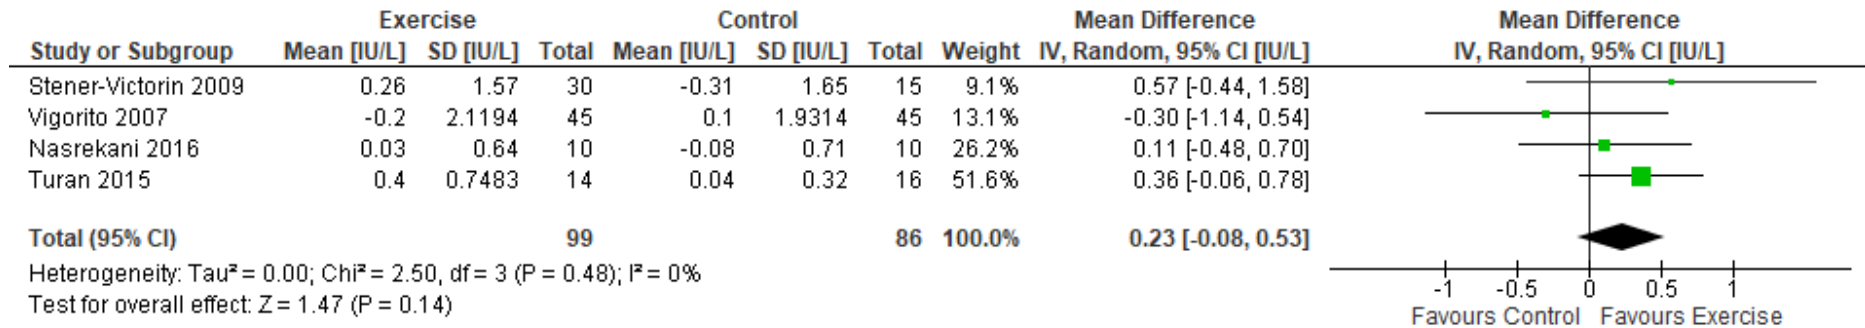 Exercise Control Mean Difference Mean Difference
Study or Subgroup Mean [IU/L] SD [IU/L] Total Mean [IU/L] SD [IU/L] Total Weight IV, Random, 95% CI [IU/L] IV, Random, 95% CI [IU/L]
Stener-Victorin 2009 0.26 1.57 30 -0.31 1.65 15 9.1% 0.57 [-0.44, 1.58]
Vigorito 2007 -0.2 2.1194 45 0.1 1.9314 45 13.1% -0.30 [-1.14, 0.54]
Nasrekani 2016 0.03 0.64 10 -0.08 0.71 10 26.2% 0.11 [-0.48, 0.70]
Turan 2015 0.4 0.7483 14 0.04 0.32 16 51.6% 0.36 [-0.06, 0.78]
Total (95% CI) 99 86 100.0% 0.23 [-0.08, 0.53]
Heterogeneity: Tau² = 0.00; Chi² = 2.50, df = 3 (P = 0.48); I² = 0%
Test for overall effect: Z = 1.47 (P = 0.14)
-1 -0.5 0 0.5 1
Favours Control Favours Exercise